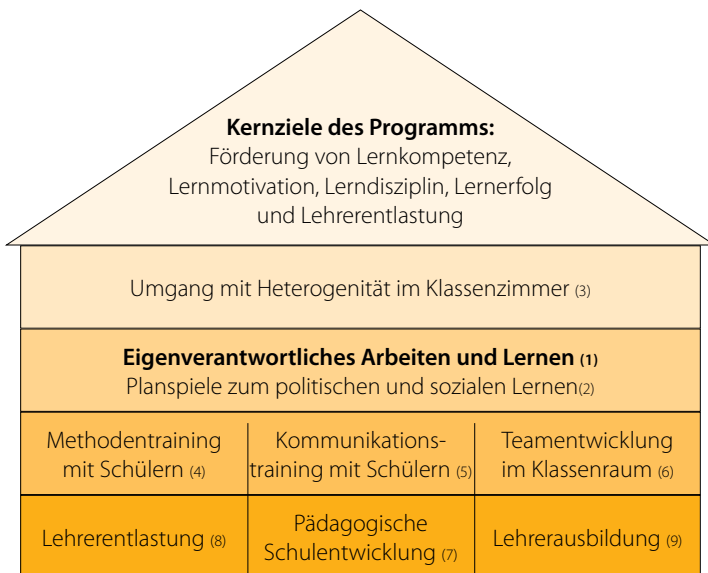 Kernziele des Programms:
Förderung von Lernkompetenz,
Lernmotivation, Lerndisziplin, Lernerfolg
und Lehrerentlastung
Umgang mit Heterogenität im Klassenzimmer (3)
Eigenverantwortliches Arbeiten und Lernen (1)
Planspiele zum politischen und sozialen Lernen(2)
Methodentraining
mit Schülern (4)
Kommunikations-
training mit Schülern (5)
Teamentwicklung
im Klassenraum (6)
Lehrerentlastung (8)
Pädagogische
Schulentwicklung (7)
Lehrerausbildung (9)